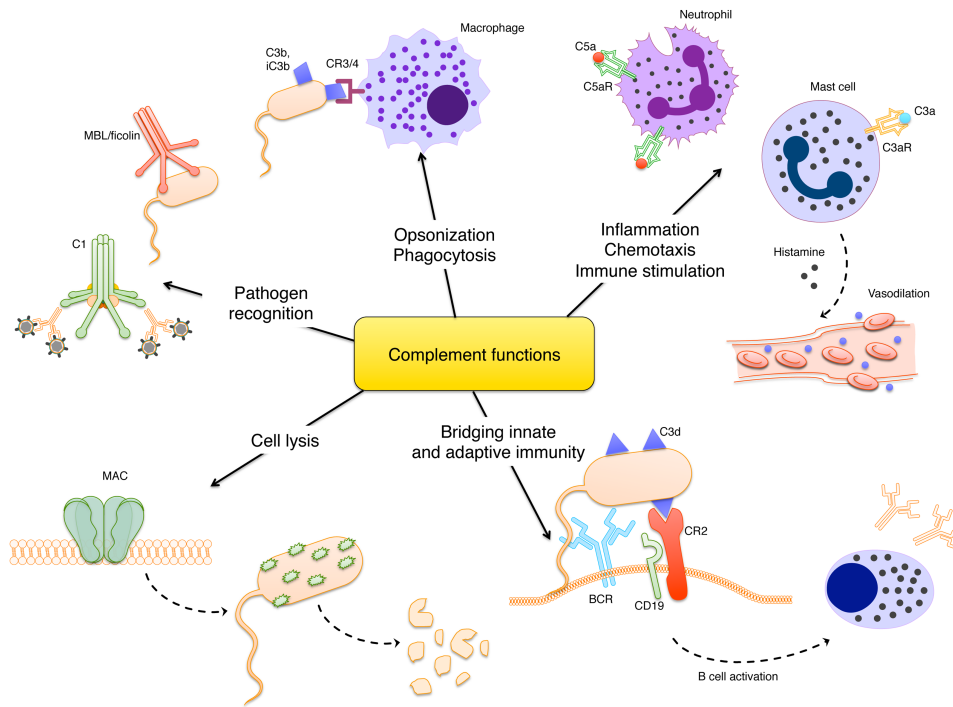 Macrophage
C3b,
iC3b
CR3/4
Neutrophil
C5a
C5aR
Mast cell
C3a
C3aR
MBL/ficolin
C1
Opsonization
Phagocytosis
Inflammation
Chemotaxis
Immune stimulation
Histamine
Vasodilation
Pathogen
recognition
Complement functions
Cell lysis
Bridging innate
and adaptive immunity
C3d
MAC
CR2
BCR
CD19
B cell activation